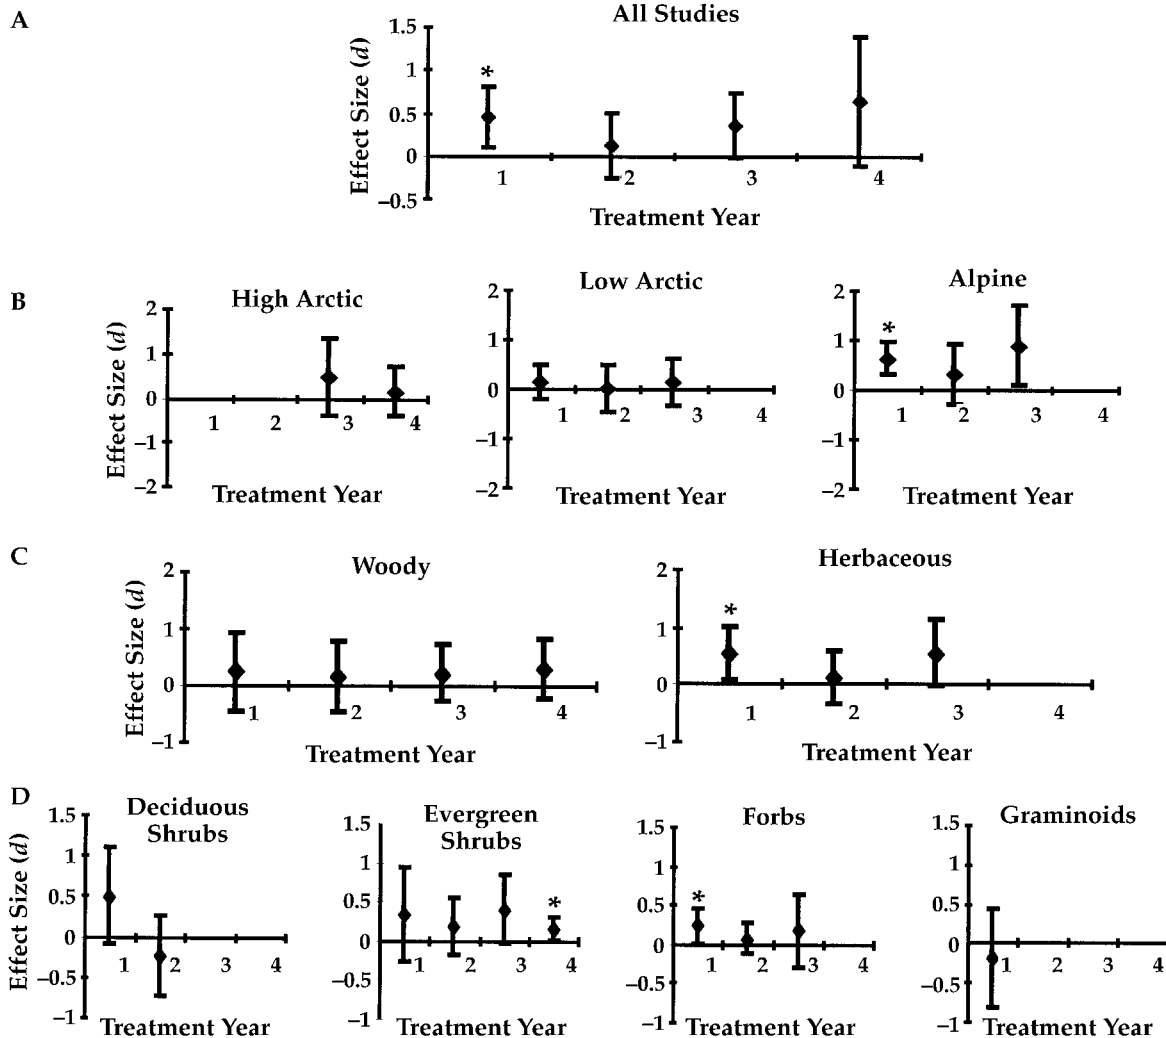 A
All Studies
Effect Size (d)
1.5
1
0.5
0
–0.5
*
1 2 3 4
Treatment Year
B
High Arctic
Effect Size (d)
2
1
0
–1
–2
1 2 3 4
Treatment Year
Low Arctic
2
1
0
–1
–2
1 2 3 4
Treatment Year
Alpine
2
1
0
–1
–2
*
1 2 3 4
Treatment Year
C
Woody
Effect Size (d)
2
1
0
–1
1 2 3 4
Treatment Year
Herbaceous
2
1
0
–1
*
1 2 3 4
Treatment Year
D
Deciduous
Shrubs
Effect Size (d)
1.5
1
0.5
0
–0.5
–1
1 2 3 4
Treatment Year
Evergreen
Shrubs
1.5
1
0.5
0
–0.5
–1
*
1 2 3 4
Treatment Year
Forbs
1.5
1
0.5
0
–0.5
–1
*
1 2 3 4
Treatment Year
Graminoids
1.5
1
0.5
0
–0.5
–1
1 2 3 4
Treatment Year